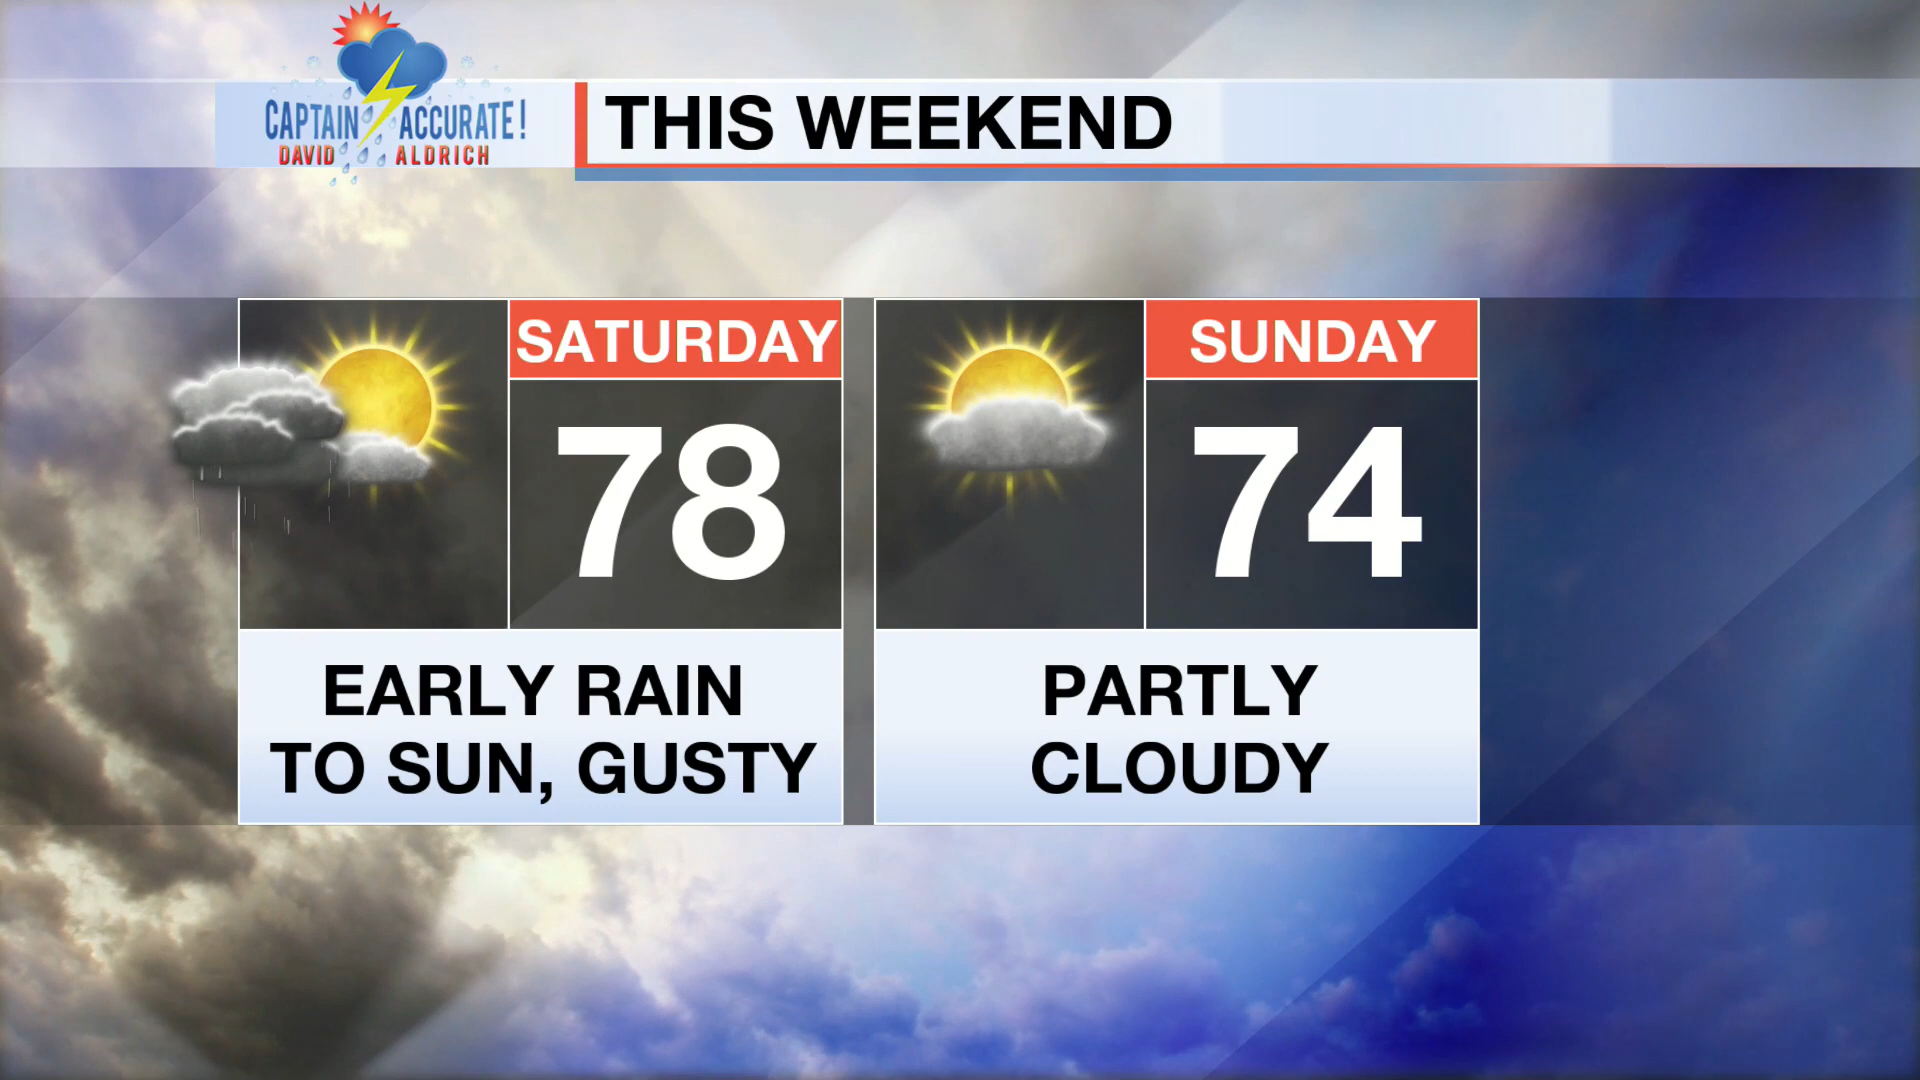 CAPTAIN ACCURATE!
DAVID ALDRICH
THIS WEEKEND
SATURDAY
78
EARLY RAIN
TO SUN, GUSTY
SUNDAY
74
PARTLY
CLOUDY